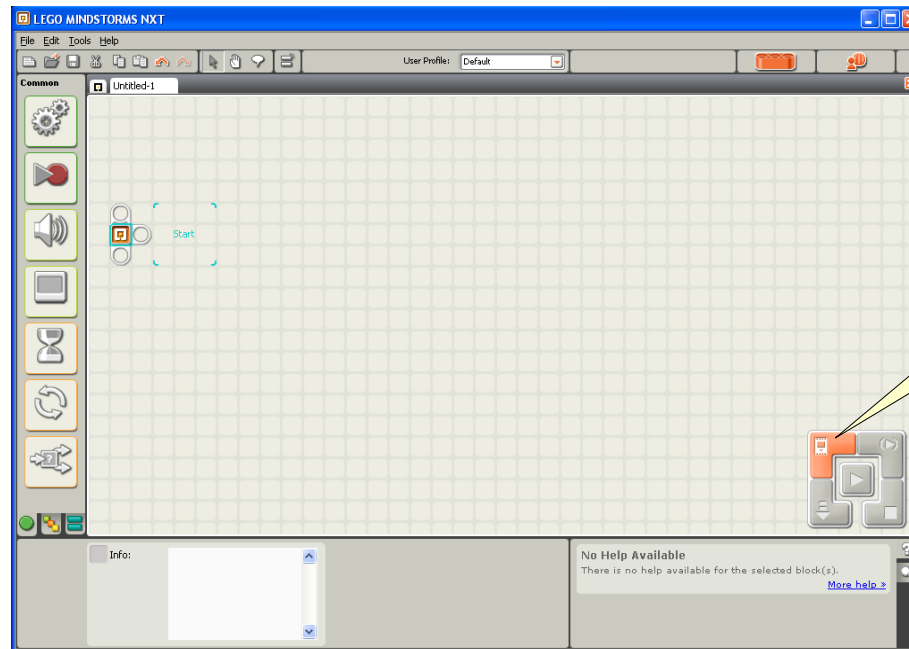 LEGO MINDSTORMS NXT
File Edit Tools Help
User Profile: Default
Common
Untitled-1
Start
Info:
No Help Available
There is no help available for the selected block(s).
More help »